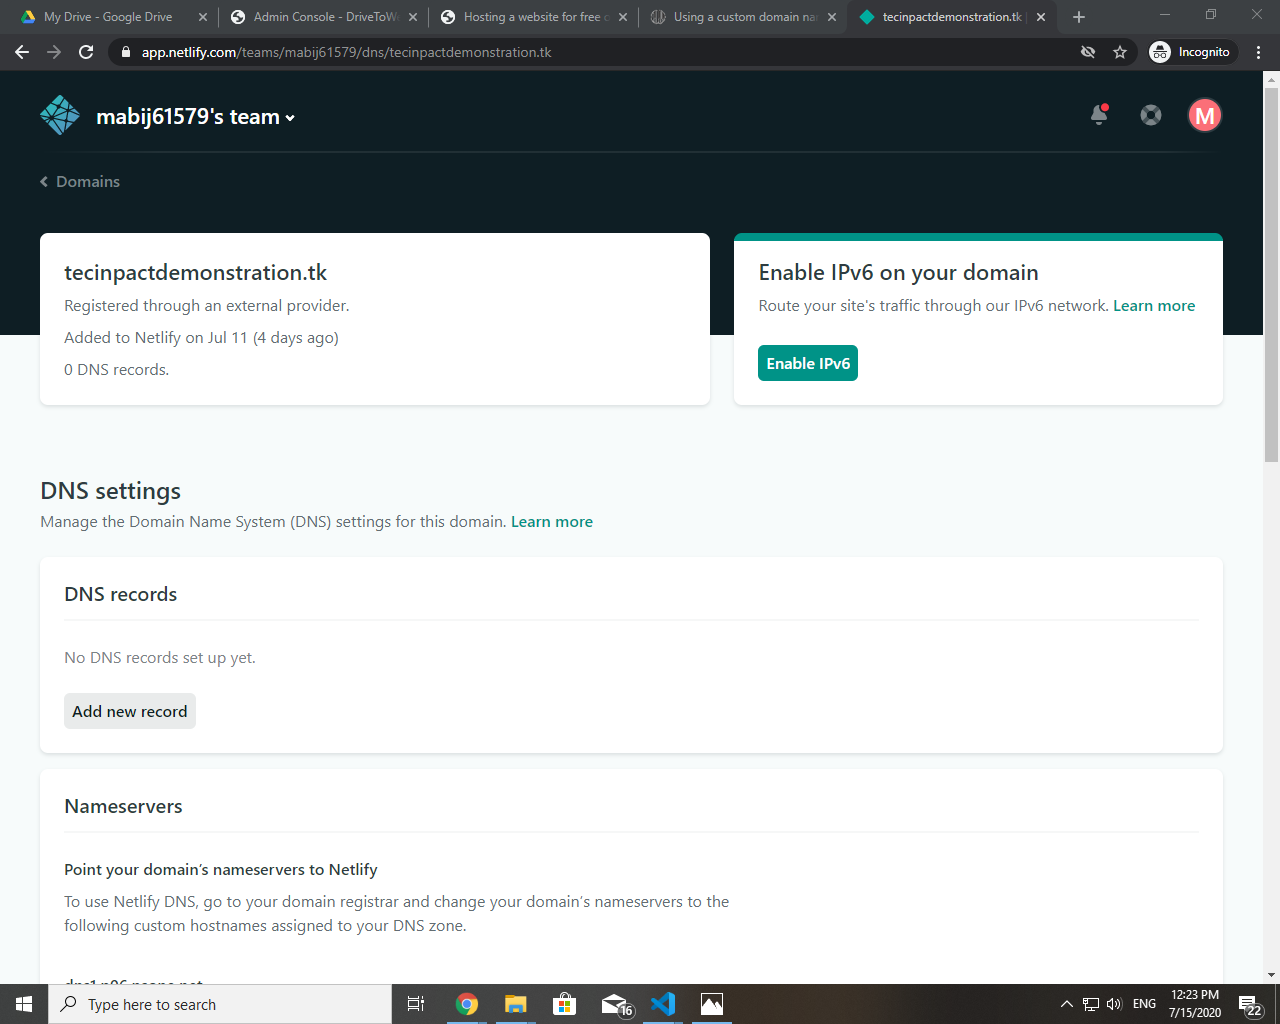 My Drive - Google Drive
Admin Console - DriveToWe
Hosting a website for free o
Using a custom domain na
tecinpactdemonstration.tk |
app.netlify.com/teams/mabij61579/dns/tecinpactdemonstration.tk
Incognito
mabij61579's team
M
Domains
tecinpactdemonstration.tk
Registered through an external provider.
Added to Netlify on Jul 11 (4 days ago)
0 DNS records.
Enable IPv6 on your domain
Route your site's traffic through our IPv6 network. Learn more
Enable IPv6
DNS settings
Manage the Domain Name System (DNS) settings for this domain. Learn more
DNS records
No DNS records set up yet.
Add new record
Nameservers
Point your domain’s nameservers to Netlify
To use Netlify DNS, go to your domain registrar and change your domain’s nameservers to the
following custom hostnames assigned to your DNS zone.
dns1.p06.nsone.net
Type here to search
16
ENG
12:23 PM
7/15/2020
22